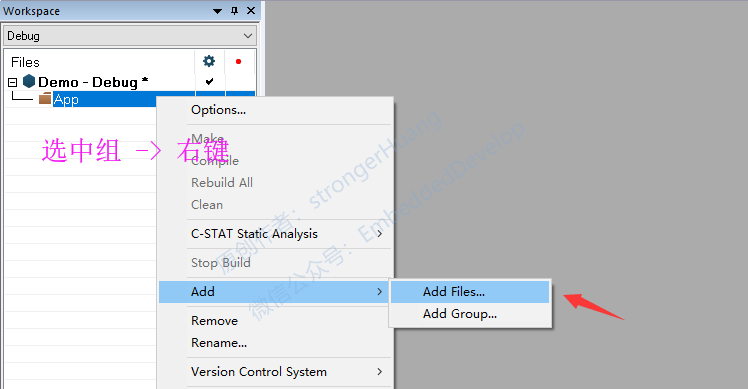 Workspace
Debug
Files
Demo - Debug *
App
选中组 -> 右键
Options...
Make
Compile
Rebuild All
Clean
C-STAT Static Analysis
Stop Build
Add
Add Files...
Add Group...
Remove
Rename...
Version Control System
原创作者：strongerHuang
微信公众号：EmbeddedDevelop